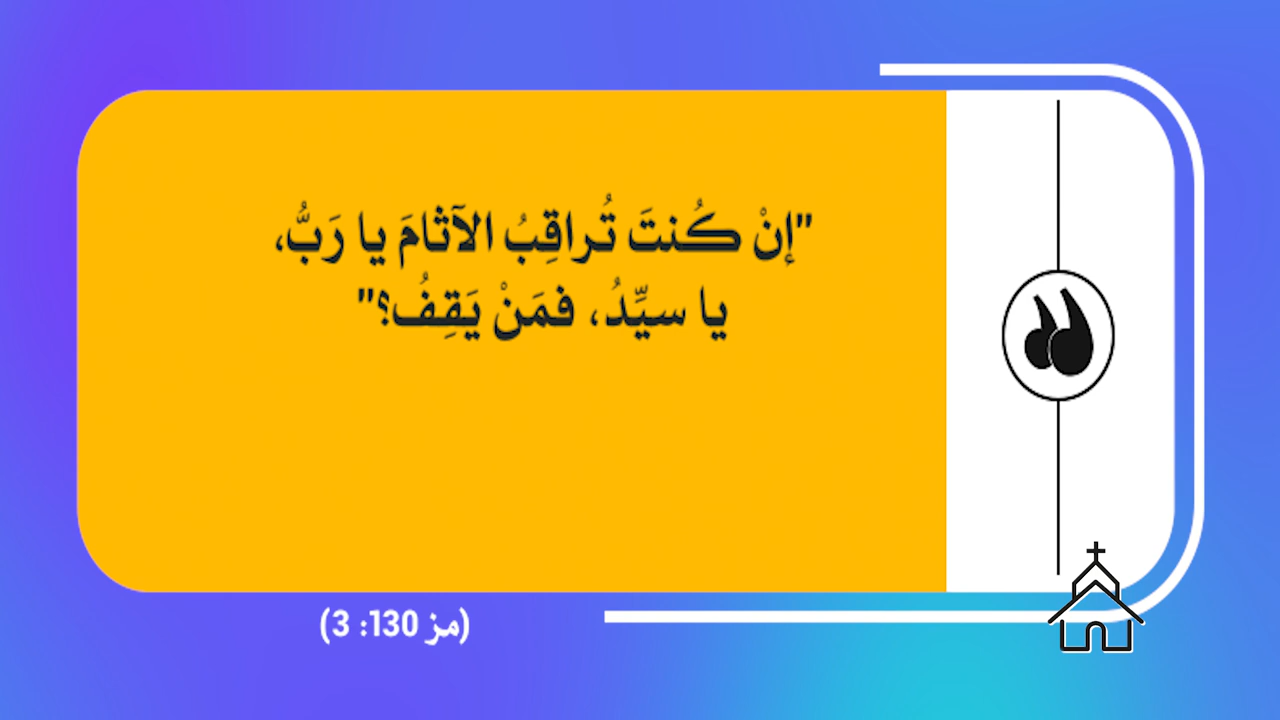 "إنْ كُنتَ تُراقِبُ الآثامَ يا رَبُّ،
يا سيِّدُ، فمَنْ يَقِفُ؟"
(مز 130: 3)